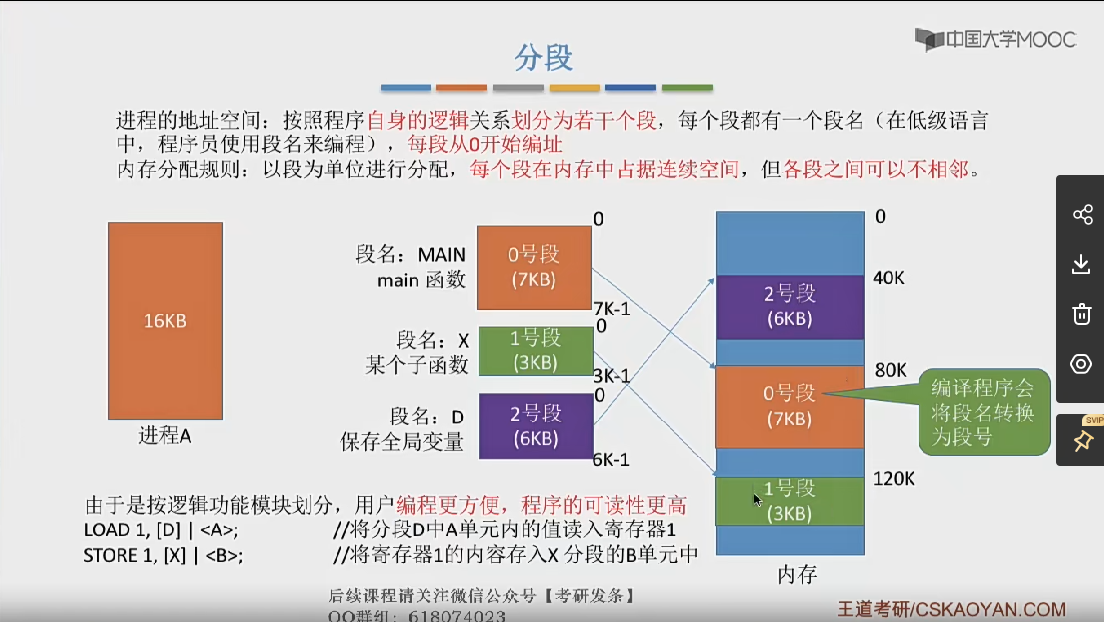 中国大学MOOC
分段
进程的地址空间：按照程序自身的逻辑关系划分为若干个段，每个段都有一个段名（在低级语言
中，程序员使用段名来编程），每段从0开始编址
内存分配规则：以段为单位进行分配，每个段在内存中占据连续空间，但各段之间可以不相邻。
16KB
进程A
段名：MAIN
main 函数
0号段
(7KB)
0
7K-1
段名：X
某个子函数
1号段
(3KB)
0
3K-1
段名：D
保存全局变量
2号段
(6KB)
0
6K-1
0
40K
2号段
(6KB)
80K
0号段
(7KB)
120K
1号段
(3KB)
内存
编译程序会
将段名转换
为段号
SVIP
由于是按逻辑功能模块划分，用户编程更方便，程序的可读性更高
LOAD 1, [D] | <A>; //将分段D中A单元内的值读入寄存器1
STORE 1, [X] | <B>; //将寄存器1的内容存入X 分段的B单元中
后续课程请关注微信公众号【考研发条】
QQ群组：618074023
王道考研/CSKAOYAN.COM